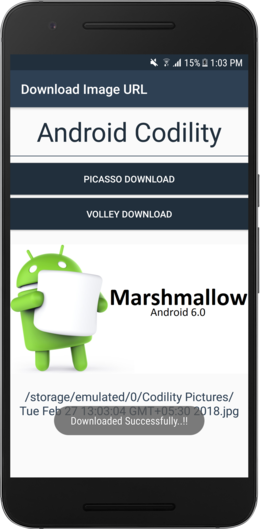 15% 1:03 PM
Download Image URL
Android Codility
PICASSO DOWNLOAD
VOLLEY DOWNLOAD
Marshmallow
Android 6.0
/storage/emulated/0/Codility Pictures/
Tue Feb 27 13:03:04 GMT+05:30 2018.jpg
Downloaded Successfully..!!